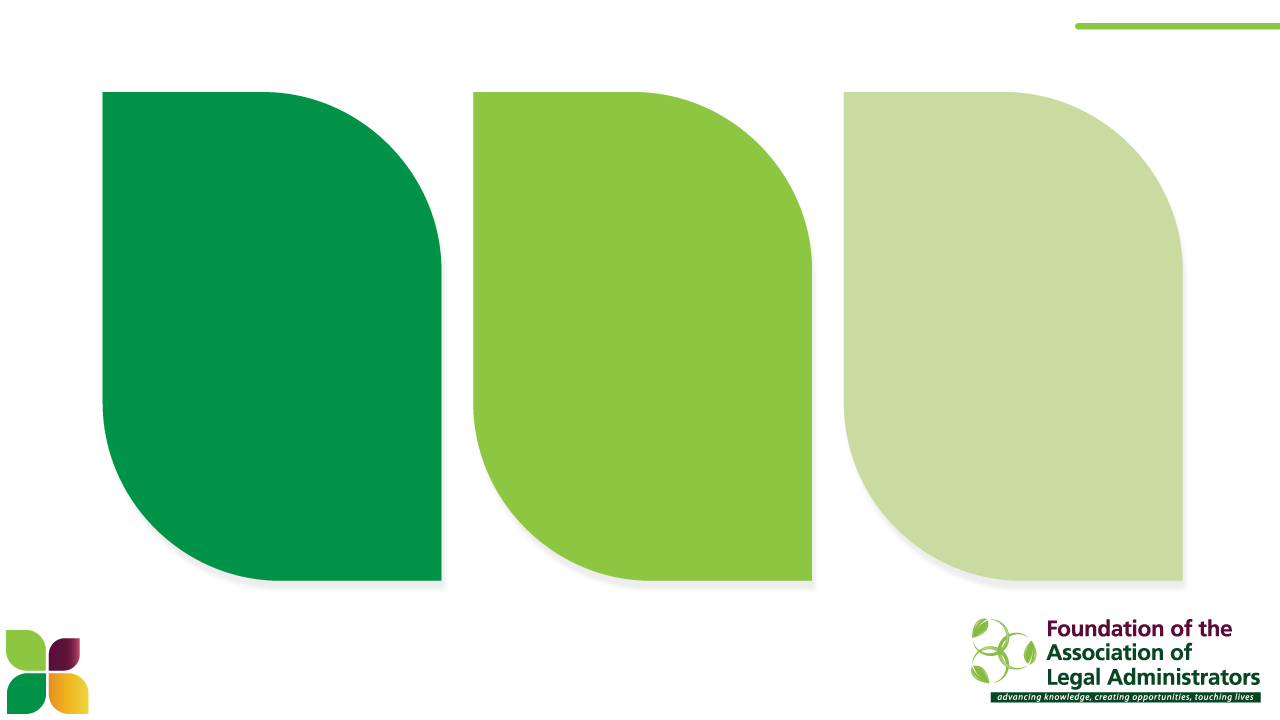 Foundation of the
Association of
Legal Administrators
advancing knowledge, creating opportunities, touching lives